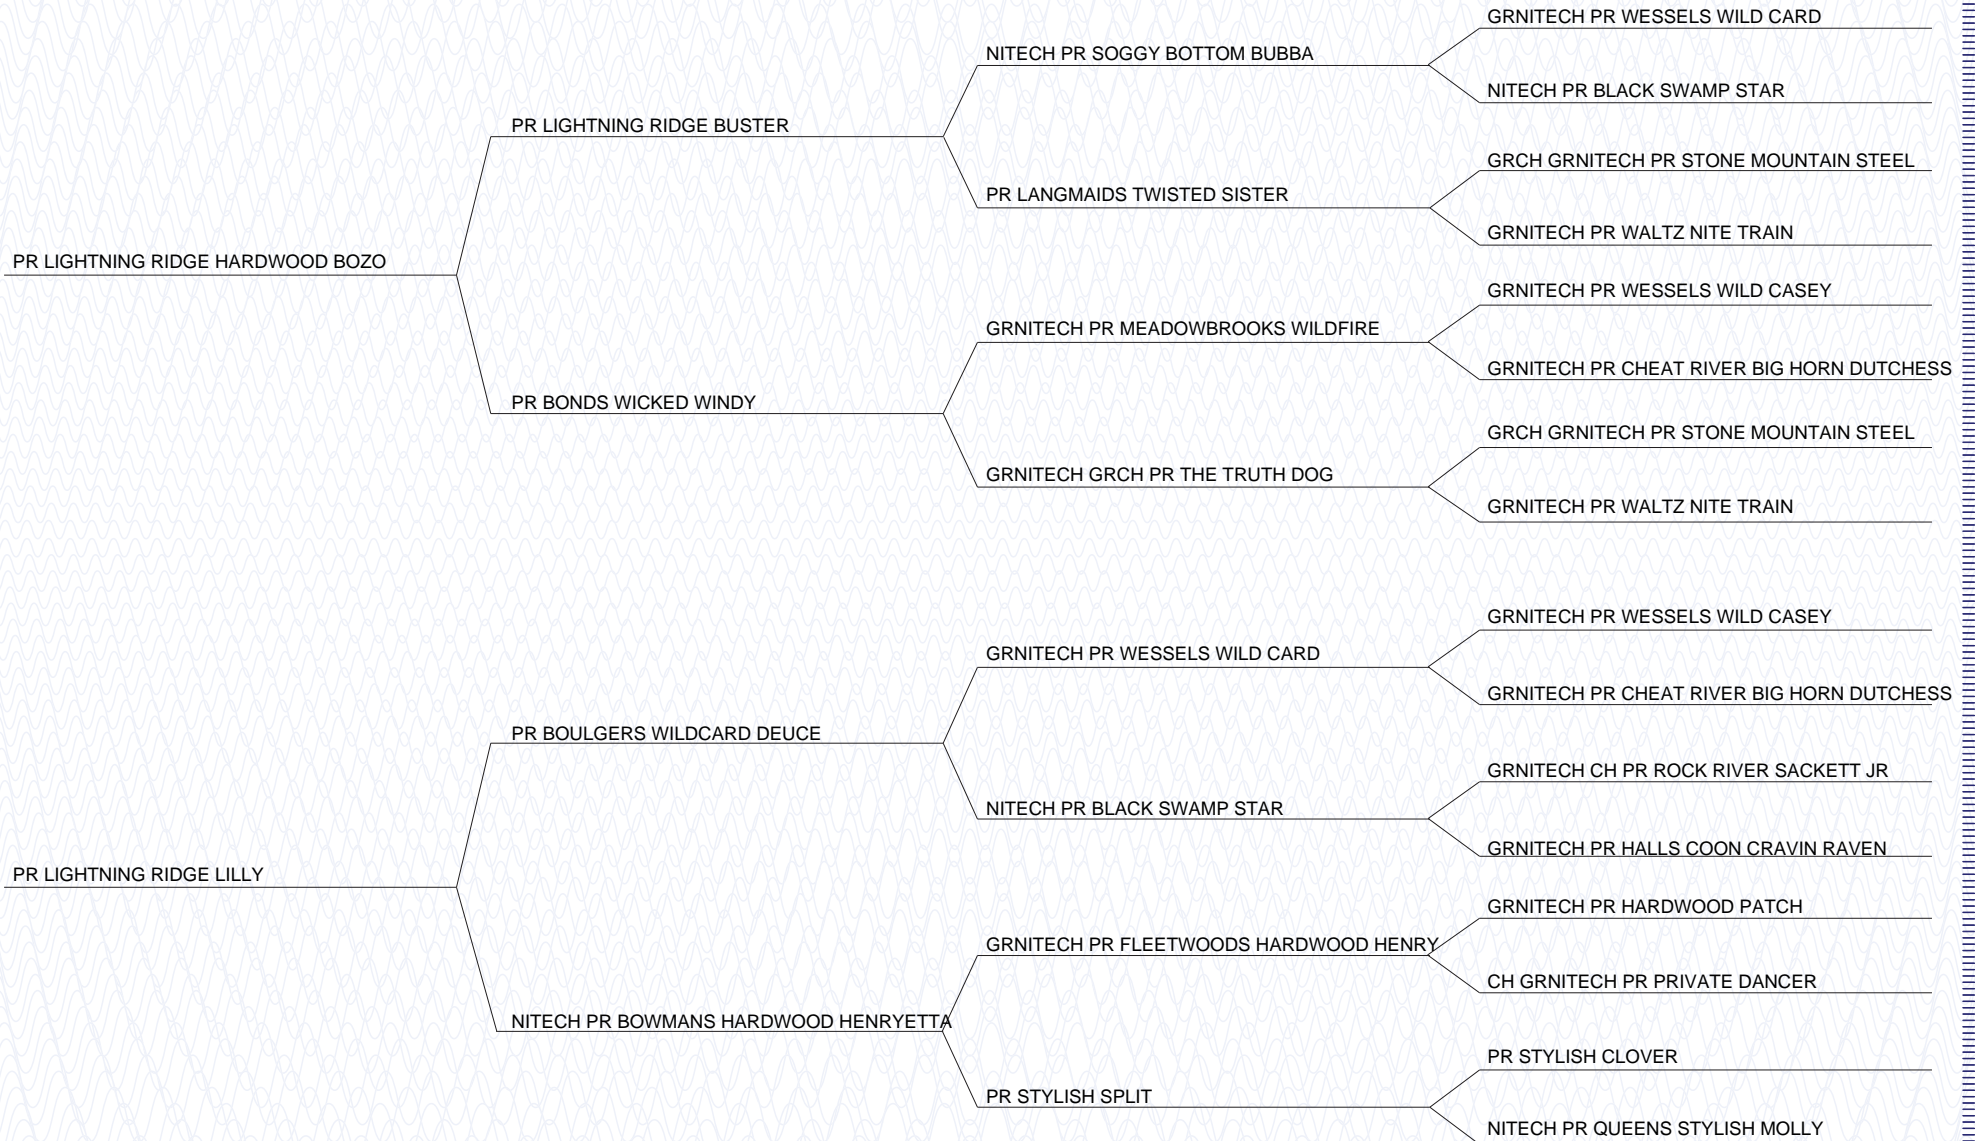 GRNITECH PR WESSELS WILD CARD
NITECH PR SOGGY BOTTOM BUBBA
NITECH PR BLACK SWAMP STAR
PR LIGHTNING RIDGE BUSTER
GRCH GRNITECH PR STONE MOUNTAIN STEEL
PR LANGMAIDS TWISTED SISTER
GRNITECH PR WALTZ NITE TRAIN
PR LIGHTNING RIDGE HARDWOOD BOZO
GRNITECH PR WESSELS WILD CASEY
GRNITECH PR MEADOWBROOKS WILDFIRE
GRNITECH PR CHEAT RIVER BIG HORN DUTCHESS
PR BONDS WICKED WINDY
GRCH GRNITECH PR STONE MOUNTAIN STEEL
GRNITECH GRCH PR THE TRUTH DOG
GRNITECH PR WALTZ NITE TRAIN
GRNITECH PR WESSELS WILD CASEY
GRNITECH PR WESSELS WILD CARD
GRNITECH PR CHEAT RIVER BIG HORN DUTCHESS
PR BOULGERS WILDCARD DEUCE
GRNITECH CH PR ROCK RIVER SACKETT JR
NITECH PR BLACK SWAMP STAR
GRNITECH PR HALLS COON CRAVIN RAVEN
PR LIGHTNING RIDGE LILLY
GRNITECH PR HARDWOOD PATCH
GRNITECH PR FLEETWOODS HARDWOOD HENRY
CH GRNITECH PR PRIVATE DANCER
NITECH PR BOWMANS HARDWOOD HENRYETTA
PR STYLISH CLOVER
PR STYLISH SPLIT
NITECH PR QUEENS STYLISH MOLLY